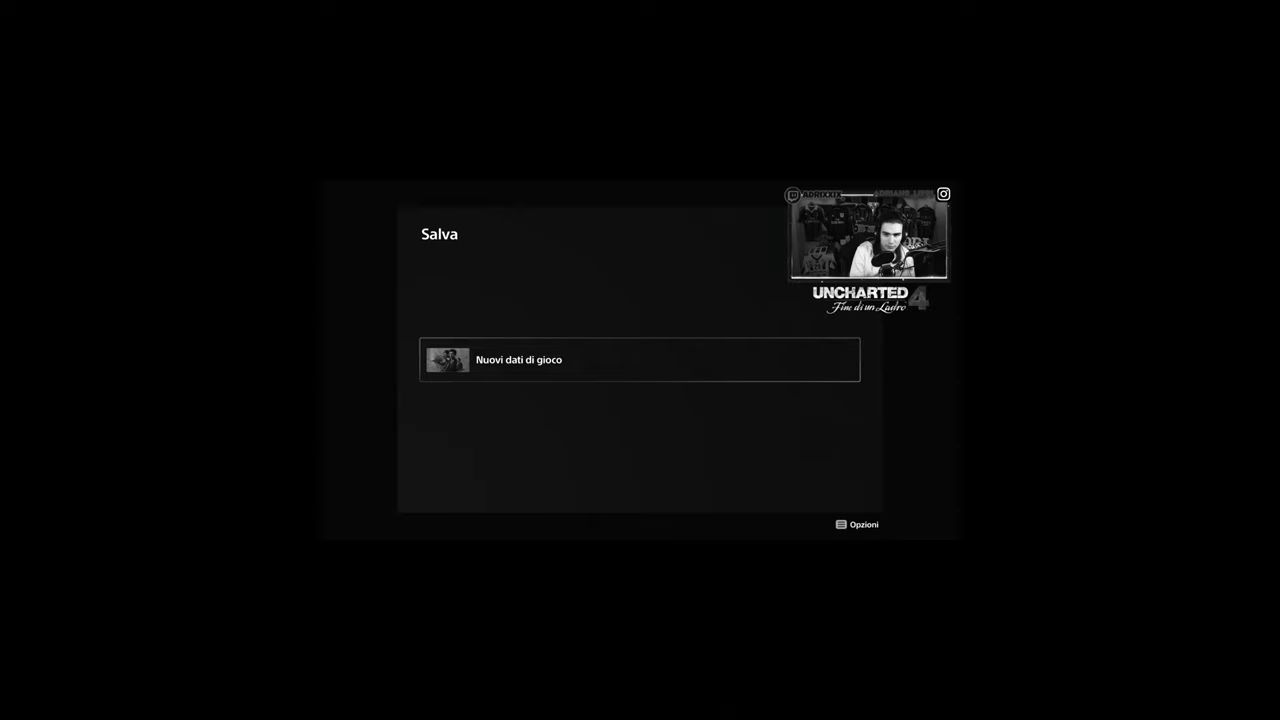 Salva
UNCHARTED 4
Fine di un Ladro
Nuovi dati di gioco
Opzioni